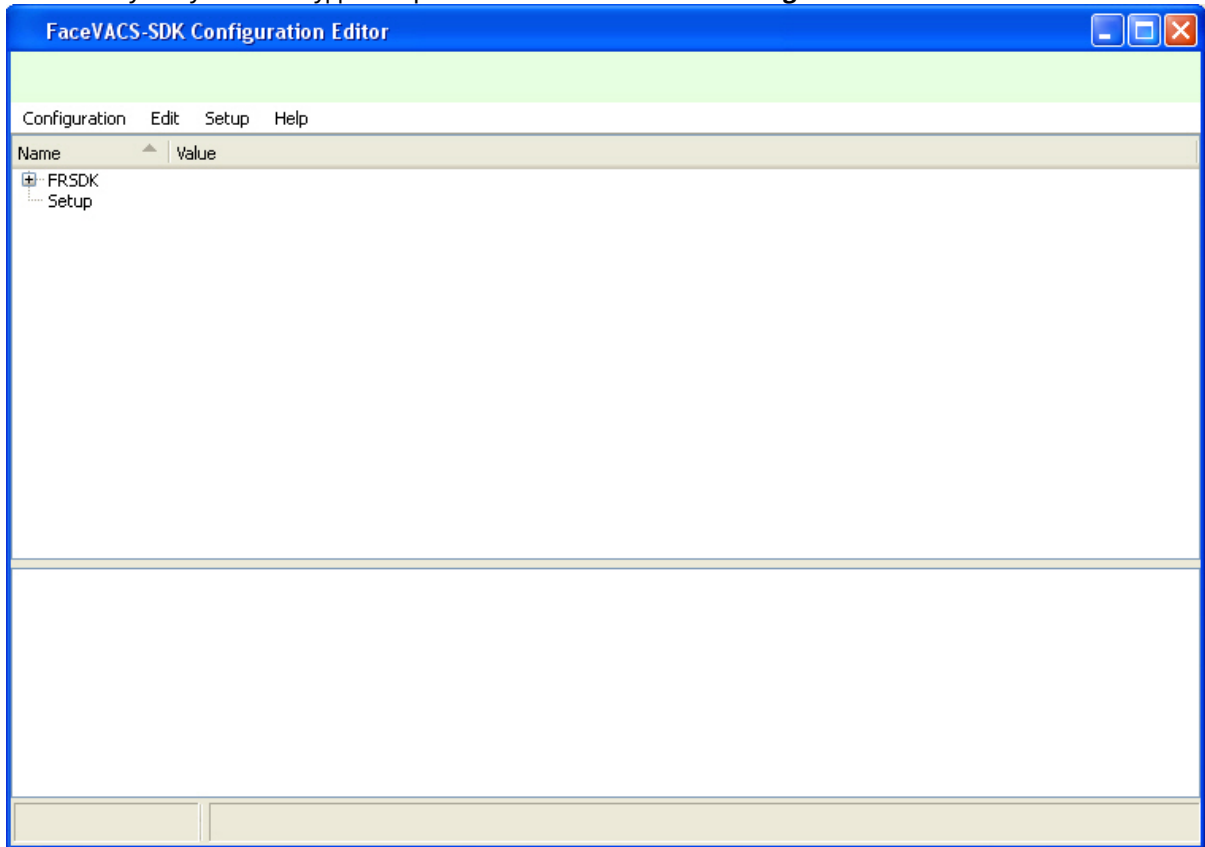 FaceVACS-SDK Configuration Editor
Configuration Edit Setup Help
Name Value
FRSDK
Setup